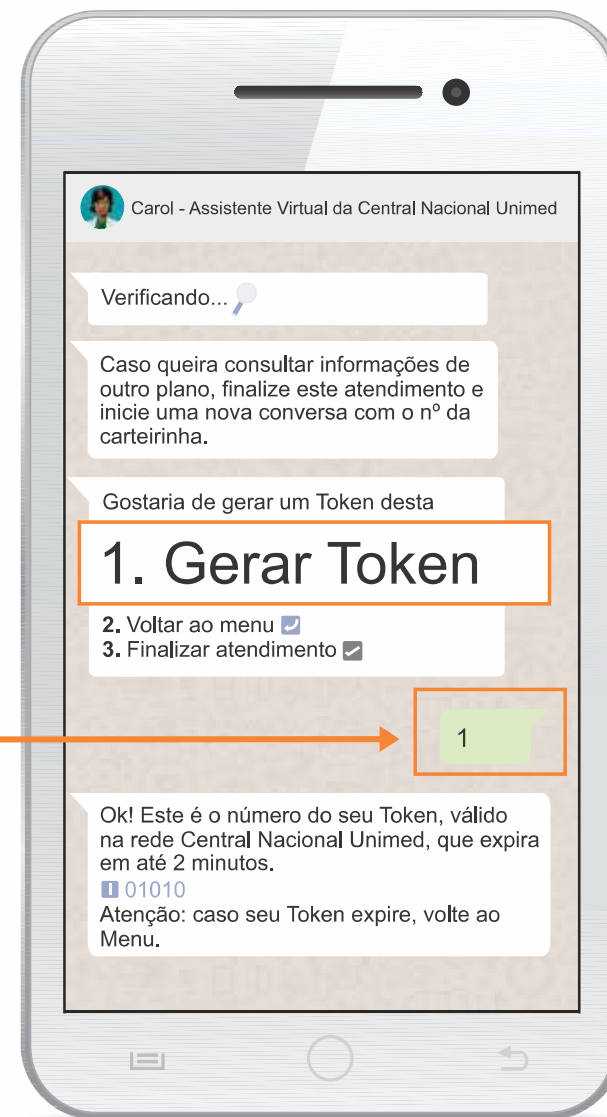 Carol - Assistente Virtual da Central Nacional Unimed
Verificando...
Caso queira consultar informações de
outro plano, finalize este atendimento e
inicie uma nova conversa com o nº da
carteirinha.
Gostaria de gerar um Token desta
1. Gerar Token
2. Voltar ao menu
3. Finalizar atendimento
1
Ok! Este é o número do seu Token, válido
na rede Central Nacional Unimed, que expira
em até 2 minutos.
01010
Atenção: caso seu Token expire, volte ao
Menu.